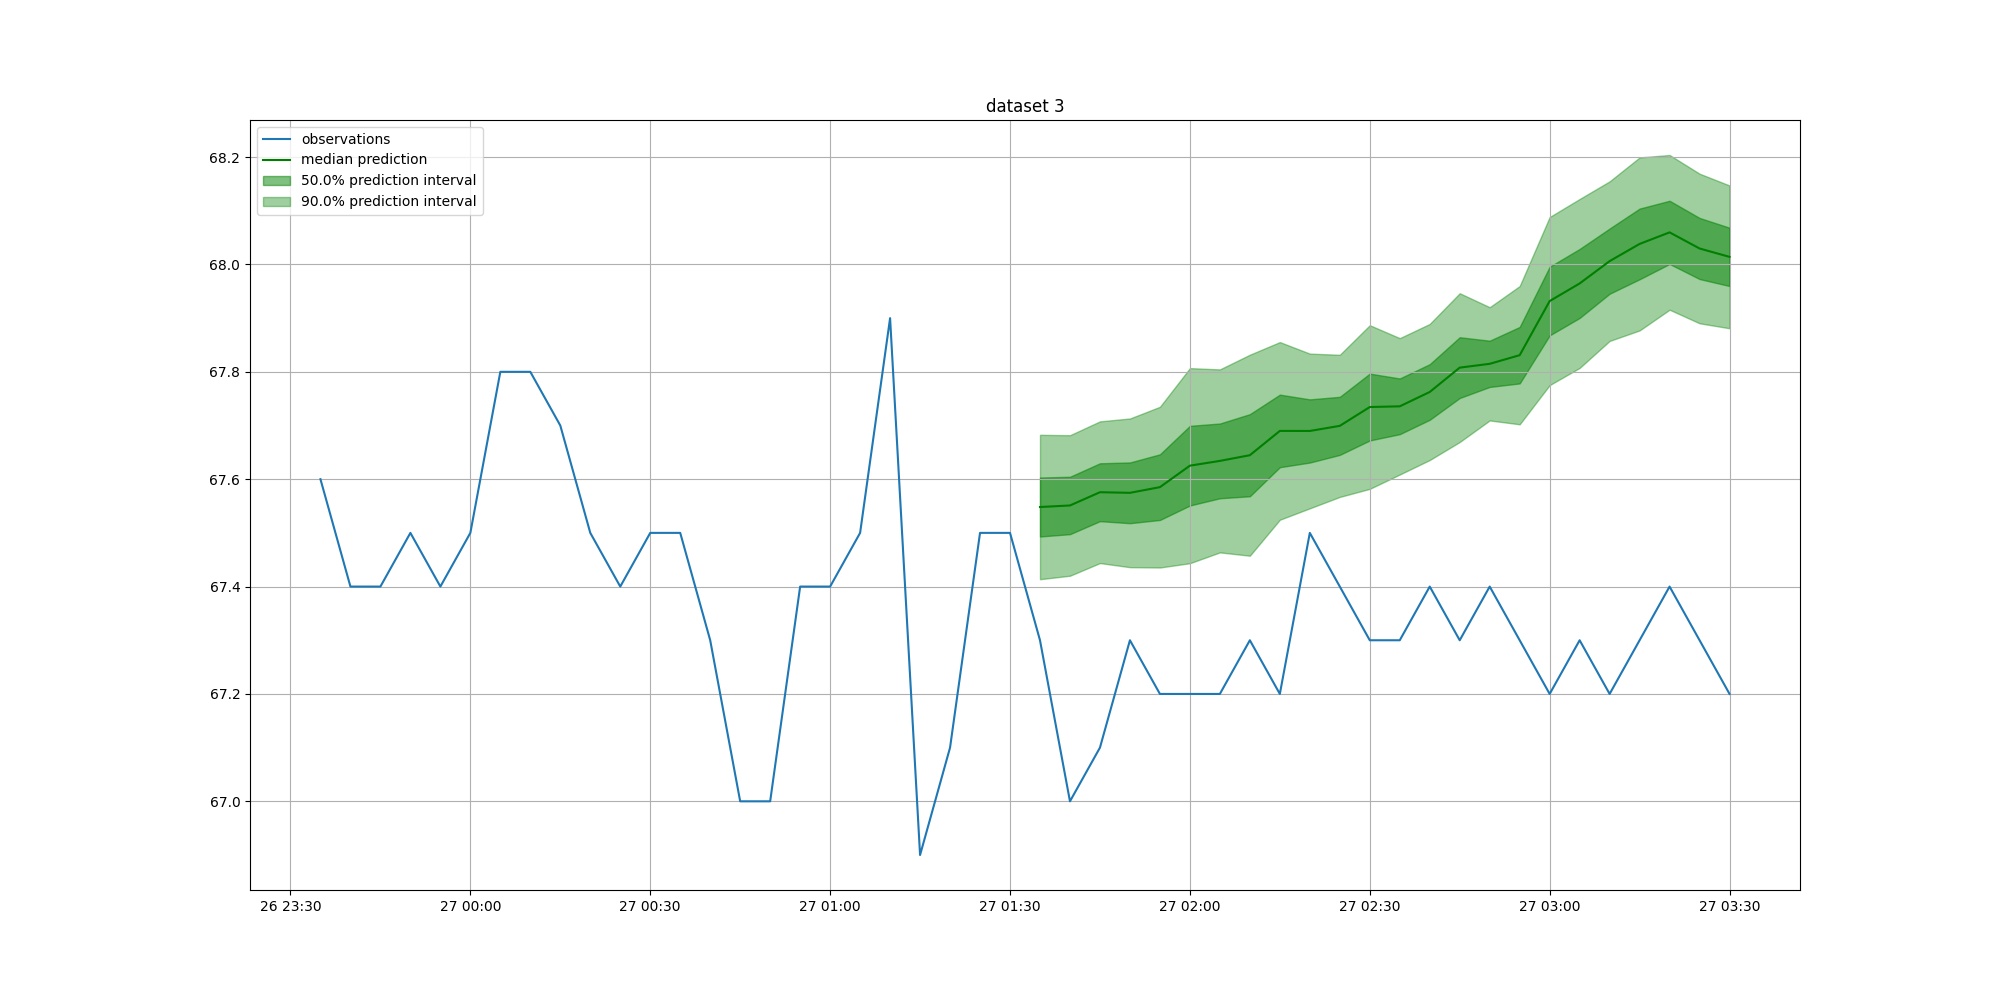 dataset 3
observations
median prediction
50.0% prediction interval
90.0% prediction interval
68.2
68.0
67.8
67.6
67.4
67.2
67.0
26 23:30 27 00:00 27 00:30 27 01:00 27 01:30 27 02:00 27 02:30 27 03:00 27 03:30